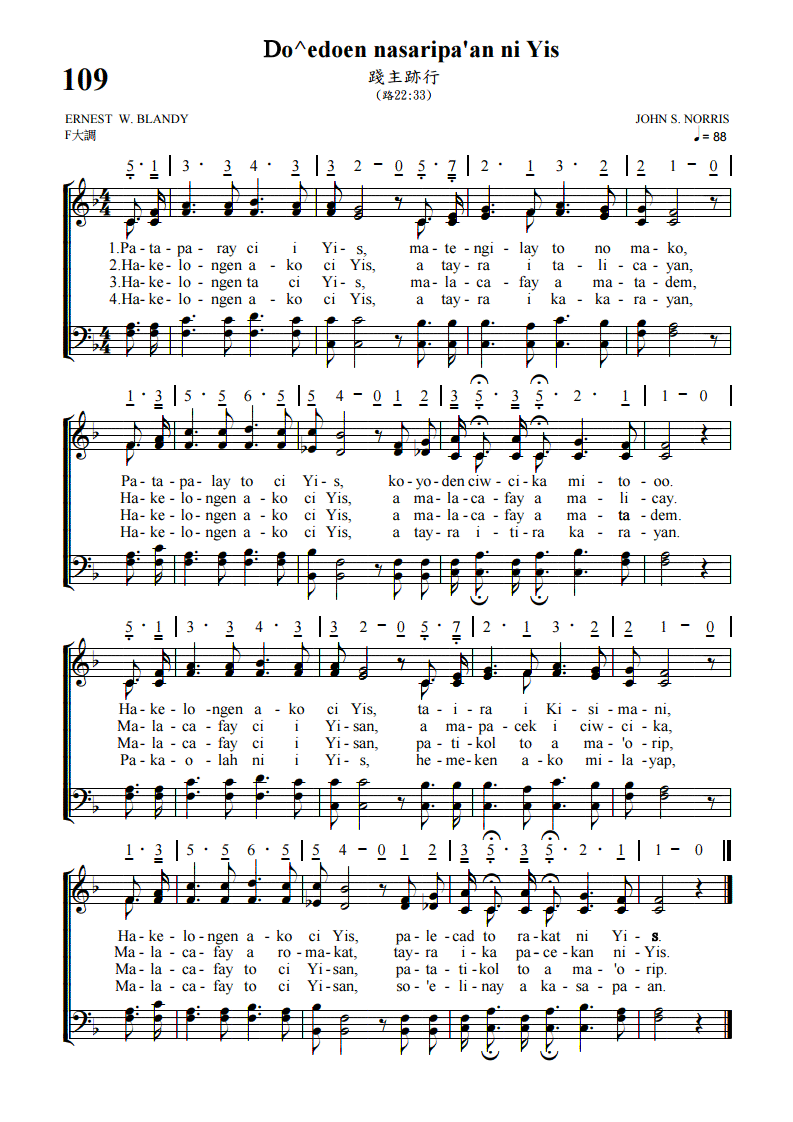 Do^edoen nasaripa'an ni Yis
109
踐主跡行
(路22:33)
ERNEST W. BLANDY
JOHN S. NORRIS
F大調
♩= 88
5· 1 | 3· 3 4· 3 | 3 2 – 0 5· 7 | 2· 1 3· 2 | 2 1 – 0 |
1.Pa - ta - pa - ray ci i Yi - s, ma - te - ngi - lay to no ma - ko,
2.Ha - ke - lo - ngen a - ko ci Yis, a tay - ra i ta - li - ca - yan,
3.Ha - ke - lo - ngen ta ci Yi - s, ma - la - ca - fay a ma - ta - dem,
4.Ha - ke - lo - ngen a - ko ci Yis, a tay - ra i ka - ka - ra - yan,
1· 3 | 5· 5 6· 5 | 5 4 – 0 1 2 | 3 5· 3 5· 2· 1 | 1 – 0
Pa - ta - pa - lay to ci Yi - s, ko - yo - den ciw - ci - ka mi - to - oo.
Ha - ke - lo - ngen a - ko ci Yis, a ma - la - ca - fay a ma - li - cay.
Ha - ke - lo - ngen a - ko ci Yis, a ma - la - ca - fay a ma - ta - dem.
Ha - ke - lo - ngen a - ko ci Yis, a tay - ra i - ti - ra ka - ra - yan.
5· 1 | 3· 3 4· 3 | 3 2 – 0 5· 7 | 2· 1 3· 2 | 2 1 – 0 |
Ha - ke - lo - ngen a - ko ci Yis, ta - i - ra i Ki - si - ma - ni,
Ma - la - ca - fay ci i Yi - san, a ma - pa - cek i ciw - ci - ka,
Ma - la - ca - fay ci i Yi - san, pa - ti - kol to a ma - 'o - rip,
Pa - ka - o - lah ni i Yi - s, he - me - ken a - ko mi - la - yap,
1· 3 | 5· 5 6· 5 | 5 4 – 0 1 2 | 3 5· 3 5· 2· 1 | 1 – 0
Ha - ke - lo - ngen a - ko ci Yis, pa - le - cad to ra - kat ni Yi - s.
Ma - la - ca - fay a ro - ma - kat, tay - ra i - ka pa - ce - kan ni - Yis.
Ma - la - ca - fay to ci Yi - san, pa - ta - ti - kol to a ma - 'o - rip.
Ma - la - ca - fay to ci Yi - san, so - 'e - li - nay a ka - sa - pa - an.